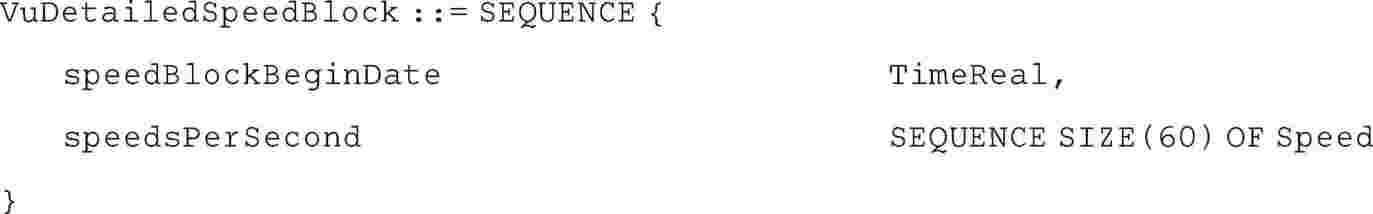 VuDetailedSpeedBlock ::= SEQUENCE {
speedBlockBeginDate TimeReal,
speedsPerSecond SEQUENCE SIZE(60) OF Speed
}